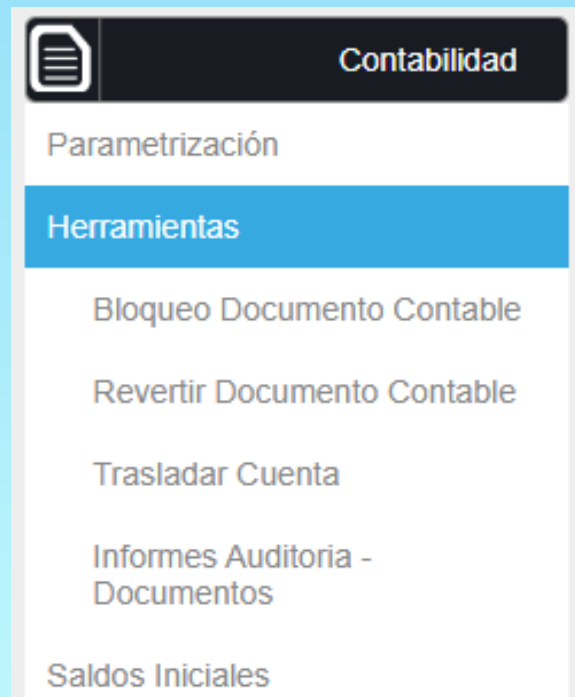 Contabilidad
Parametrización
Herramientas
Bloqueo Documento Contable
Revertir Documento Contable
Trasladar Cuenta
Informes Auditoria -
Documentos
Saldos Iniciales